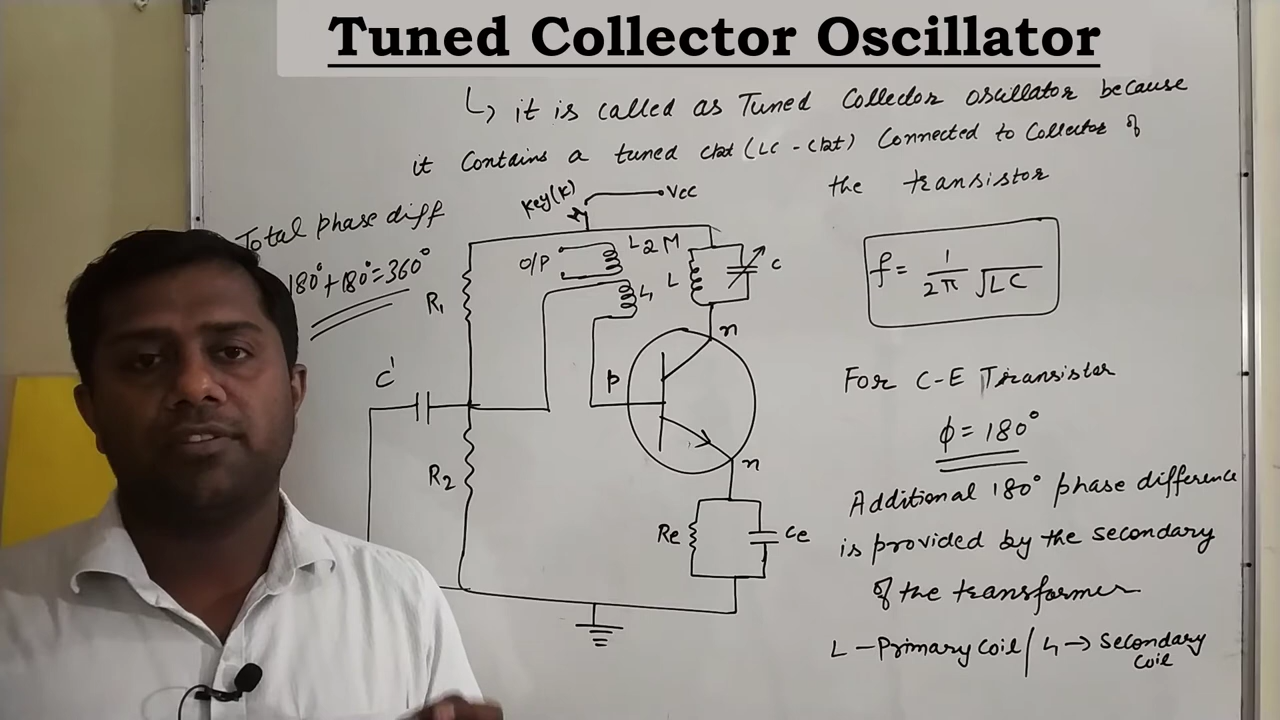 Tuned Collector Oscillator
↳ it is called as Tuned Collector oscillator because
it contains a tuned ckt (LC - ckt) connected to collector of
the transistor
Total phase diff
180° + 180° = 360°
Key(K)
Vcc
O/P
L2
M
L1
L
C
R1
C'
R2
n
p
n
Re
Ce
f = 1 / 2π √LC
For C-E Transistor
ϕ = 180°
Additional 180° phase difference
is provided by the secondary
of the transformer
L - Primary coil / L1 → Secondary
coil